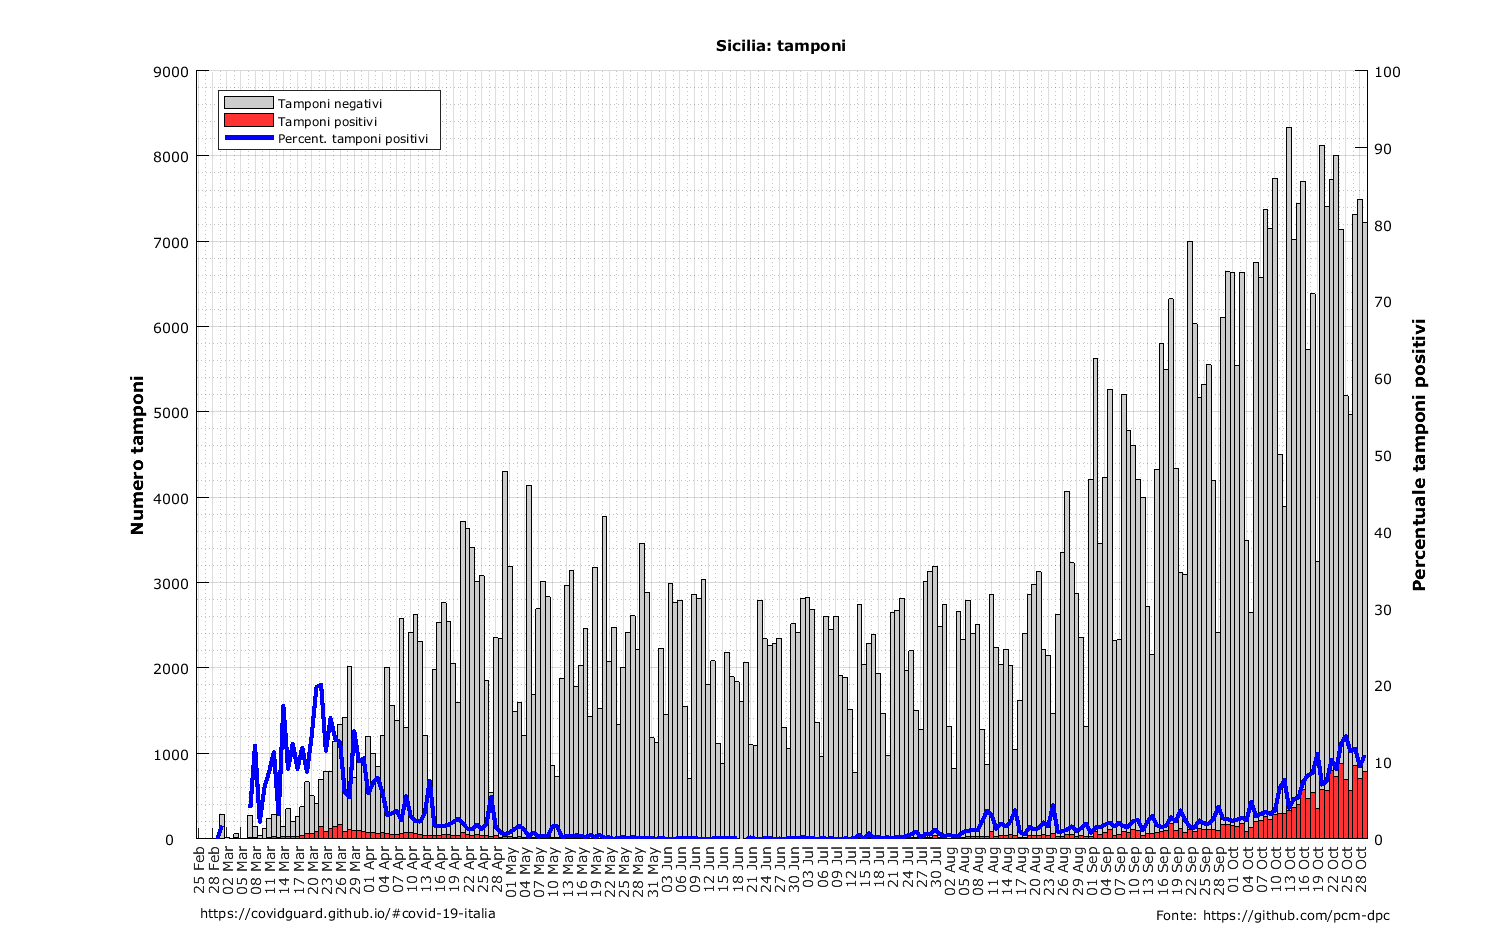 Sicilia: tamponi
9000
8000
7000
6000
5000
4000
3000
2000
1000
0
Numero tamponi
Tamponi negativi
Tamponi positivi
Percent. tamponi positivi
100
90
80
70
60
50
40
30
20
10
0
Percentuale tamponi positivi
25 Feb
28 Feb
02 Mar
05 Mar
08 Mar
11 Mar
14 Mar
17 Mar
20 Mar
23 Mar
26 Mar
29 Mar
01 Apr
04 Apr
07 Apr
10 Apr
13 Apr
16 Apr
19 Apr
22 Apr
25 Apr
28 Apr
01 May
04 May
07 May
10 May
13 May
16 May
19 May
22 May
25 May
28 May
31 May
03 Jun
06 Jun
09 Jun
12 Jun
15 Jun
18 Jun
21 Jun
24 Jun
27 Jun
30 Jun
03 Jul
06 Jul
09 Jul
12 Jul
15 Jul
18 Jul
21 Jul
24 Jul
27 Jul
30 Jul
02 Aug
05 Aug
08 Aug
11 Aug
14 Aug
17 Aug
20 Aug
23 Aug
26 Aug
29 Aug
01 Sep
04 Sep
07 Sep
10 Sep
13 Sep
16 Sep
19 Sep
22 Sep
25 Sep
28 Sep
01 Oct
04 Oct
07 Oct
10 Oct
13 Oct
16 Oct
19 Oct
22 Oct
25 Oct
28 Oct
https://covidguard.github.io/#covid-19-italia
Fonte: https://github.com/pcm-dpc